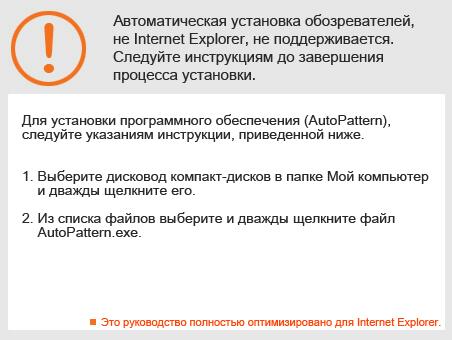 Автоматическая установка обозревателей,
не Internet Explorer, не поддерживается.
Следуйте инструкциям до завершения
процесса установки.
Для установки программного обеспечения (AutoPattern),
следуйте указаниям инструкции, приведенной ниже.
1. Выберите дисковод компакт-дисков в папке Мой компьютер
и дважды щелкните его.
2. Из списка файлов выберите и дважды щелкните файл
AutoPattern.exe.
Это руководство полностью оптимизировано для Internet Explorer.